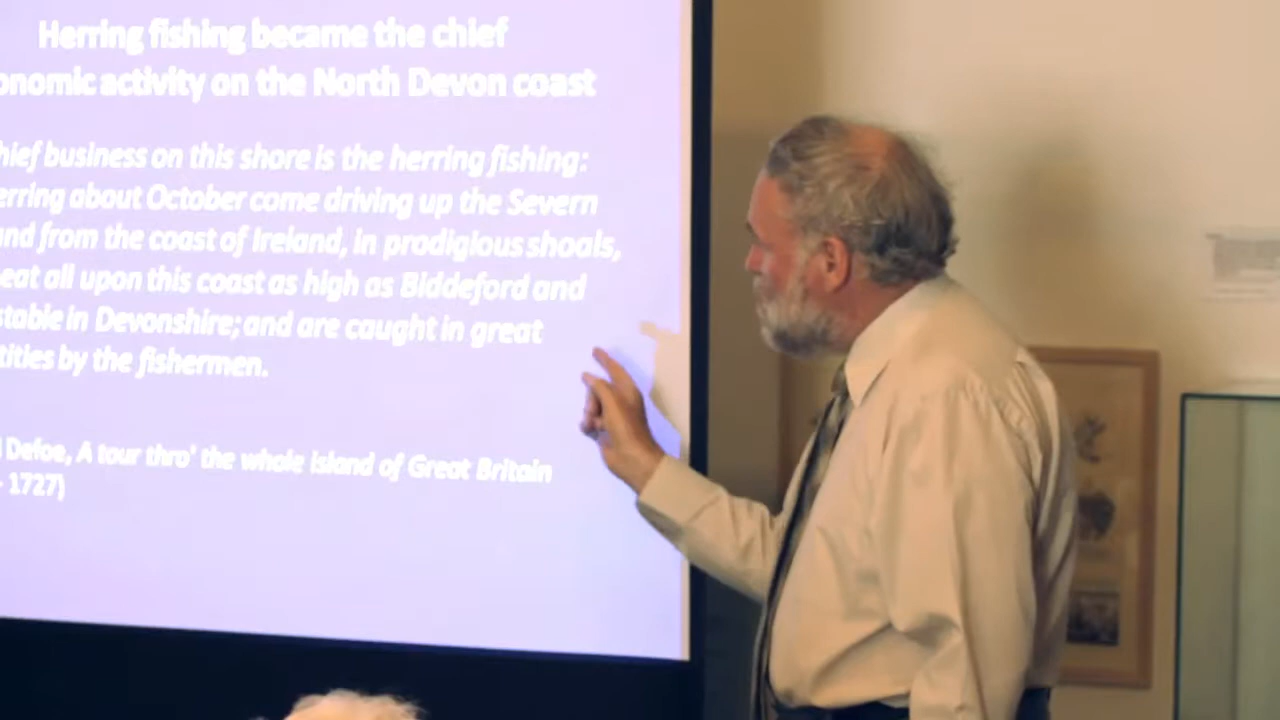 Herring fishing became the chief
onomic activity on the North Devon coast
hief business on this shore is the herring fishing:
erring about October come driving up the Severn
nd from the coast of Ireland, in prodigious shoals,
eat all upon this coast as high as Biddeford and
stable in Devonshire; and are caught in great
tities by the fishermen.
Defoe, A tour thro' the whole island of Great Britain
- 1727)